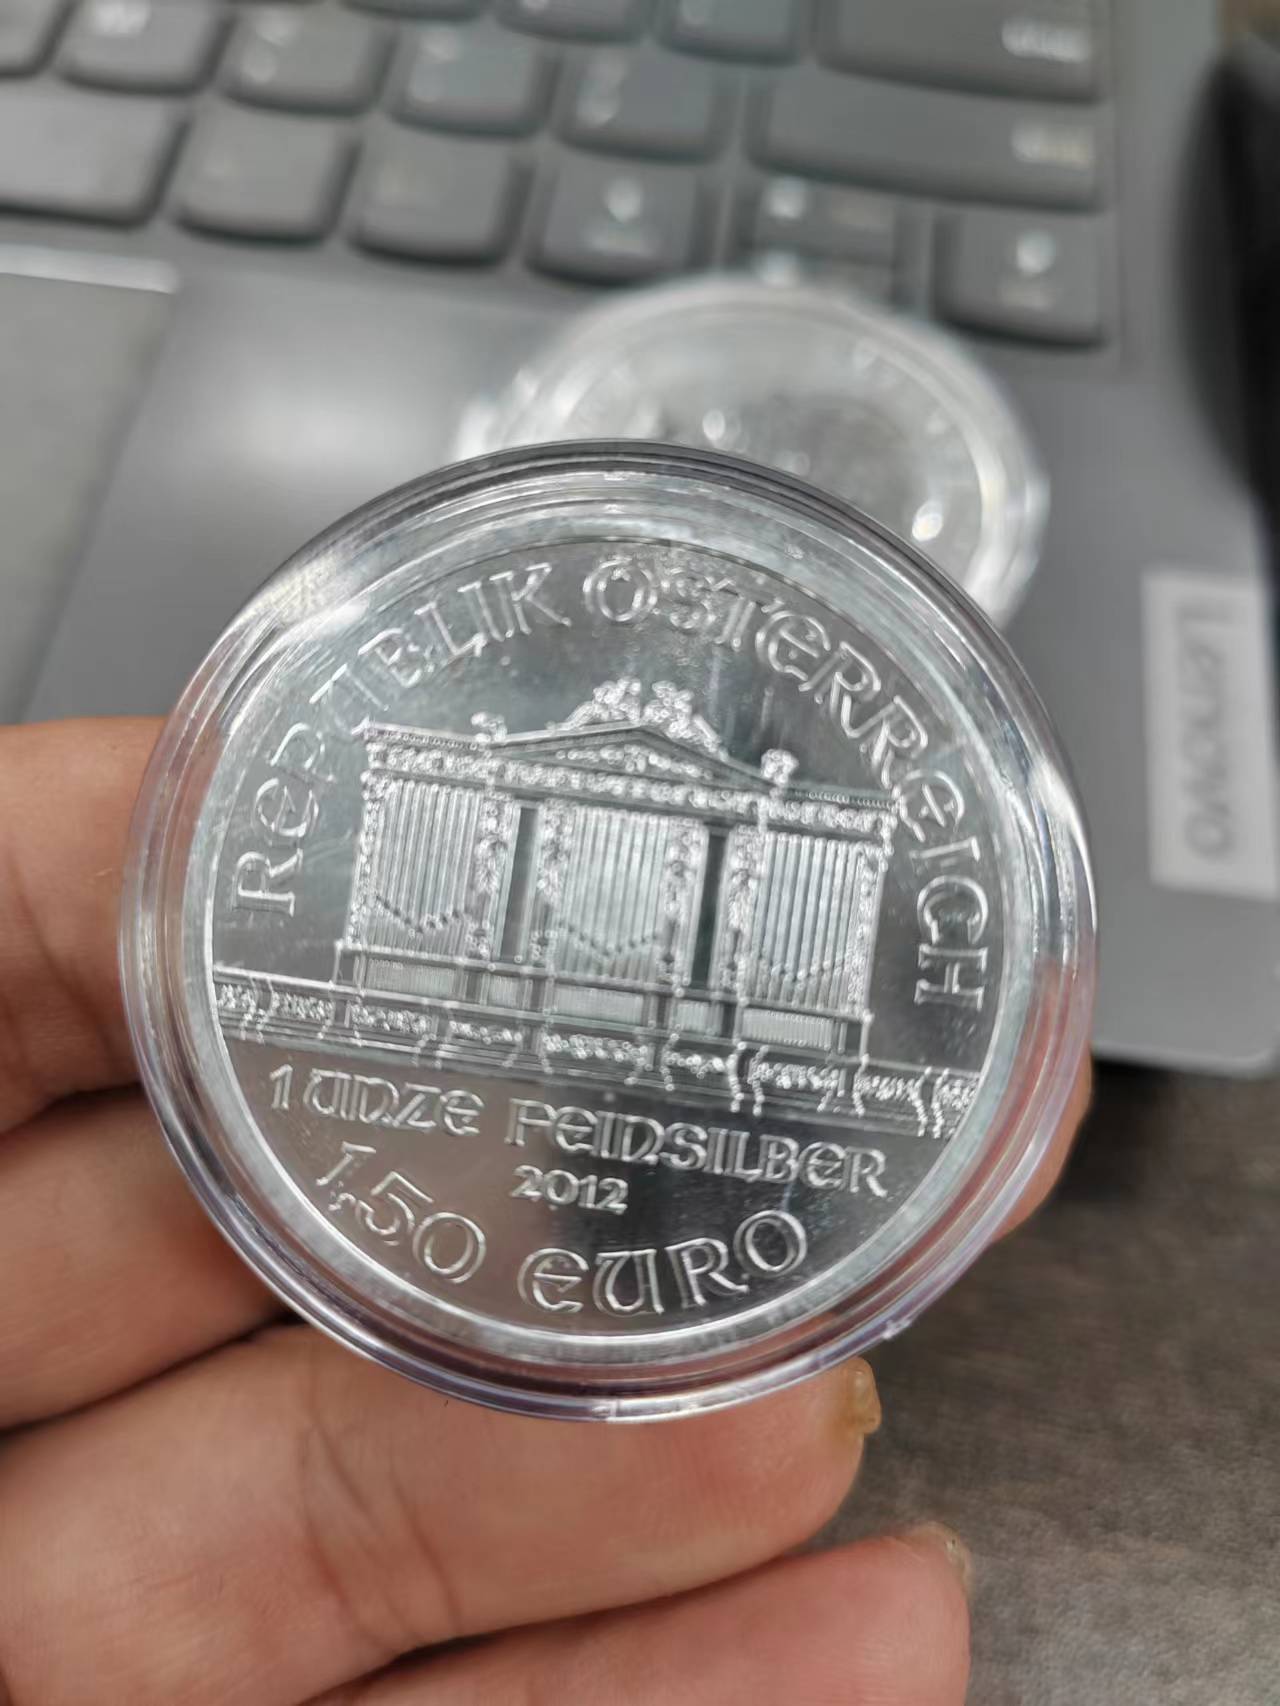 REPUBLIK ÖSTERREICH
1 UNZE FEINSILBER
2012
1,50 EURO
Lenovo